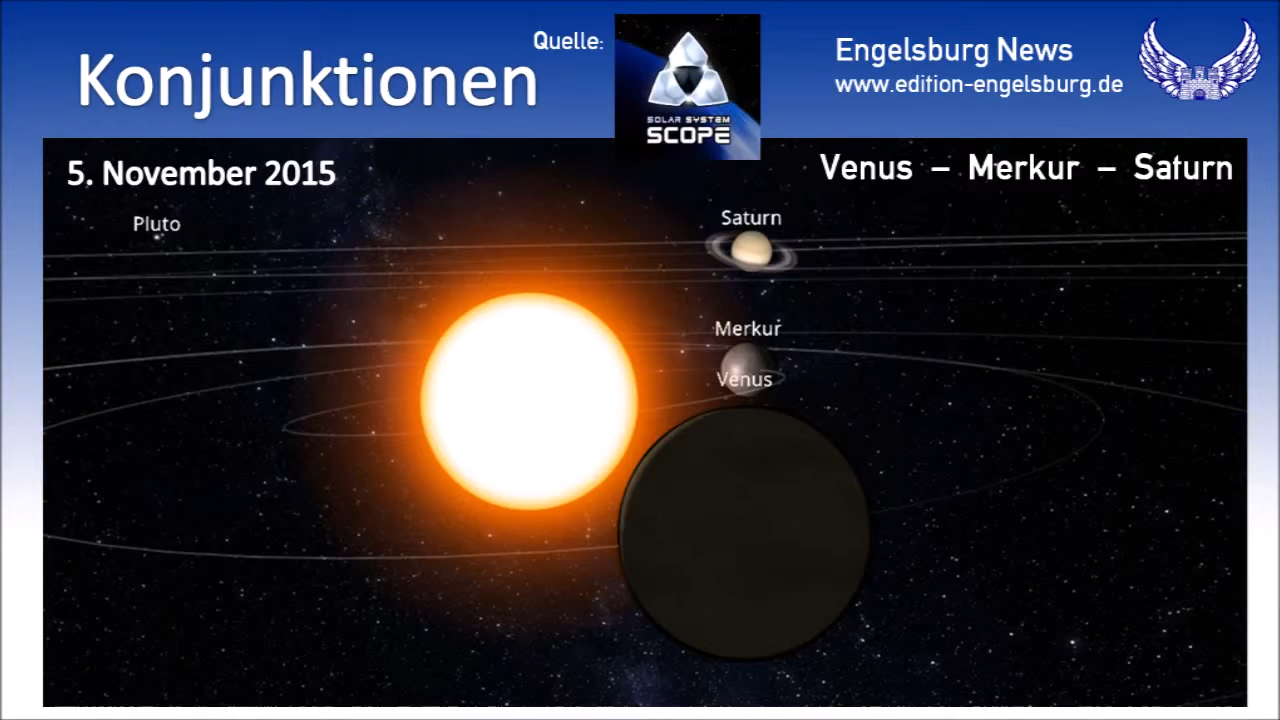 Konjunktionen
Quelle:
SOLAR SYSTEM
SCOPE
Engelsburg News
www.edition-engelsburg.de
5. November 2015
Venus – Merkur – Saturn
Pluto
Saturn
Merkur
Venus